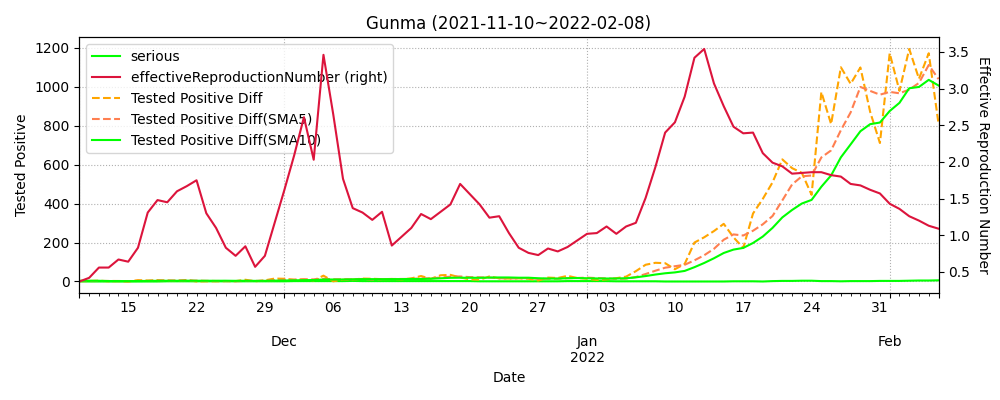 Gunma (2021-11-10~2022-02-08)
serious
effectiveReproductionNumber (right)
Tested Positive Diff
Tested Positive Diff(SMA5)
Tested Positive Diff(SMA10)
Tested Positive
1200
1000
800
600
400
200
0
3.5
3.0
2.5
2.0
1.5
1.0
0.5
Effective Reproduction Number
15 22 29 06 13 20 27 03 10 17 24 31
Dec Jan Feb
2022
Date